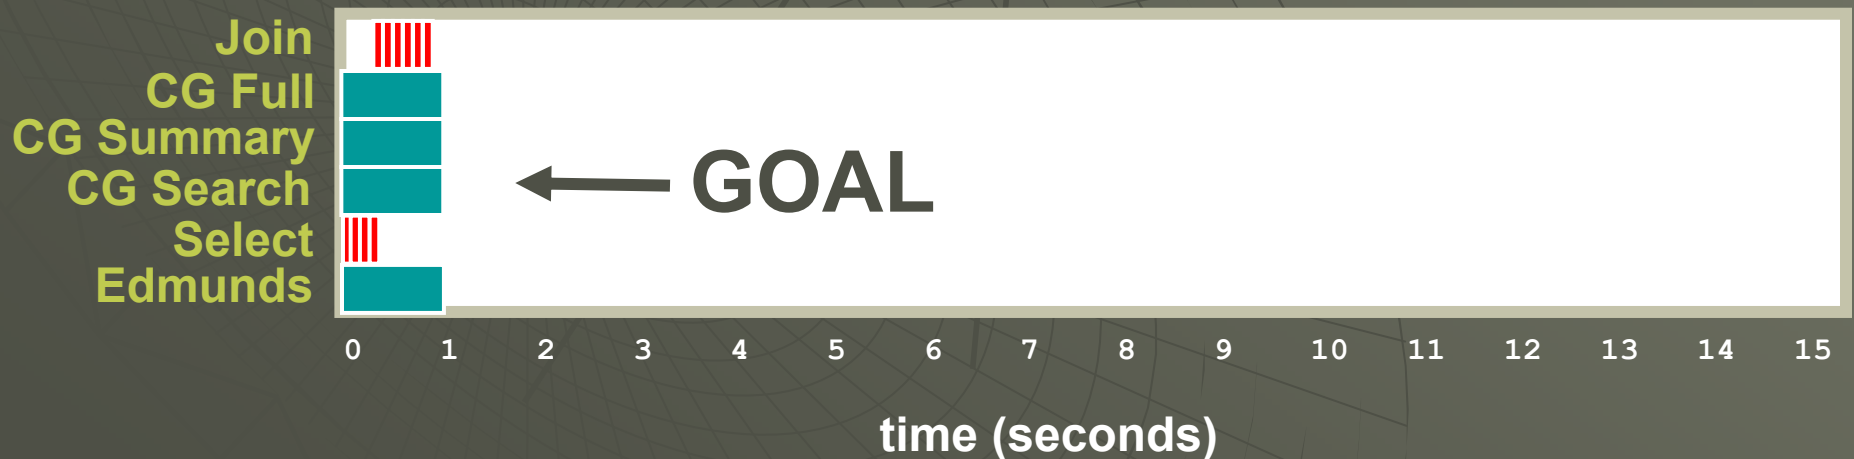 Join
CG Full
CG Summary
CG Search
Select
Edmunds
GOAL
0 1 2 3 4 5 6 7 8 9 10 11 12 13 14 15
time (seconds)